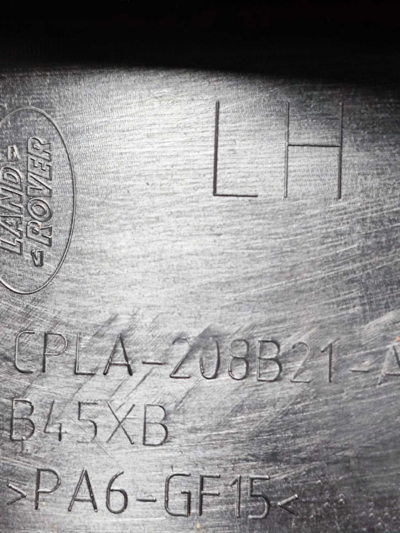 LH
LAND
ROVER
CPLA-208B21-A
B45XB
>PA6-GF15<